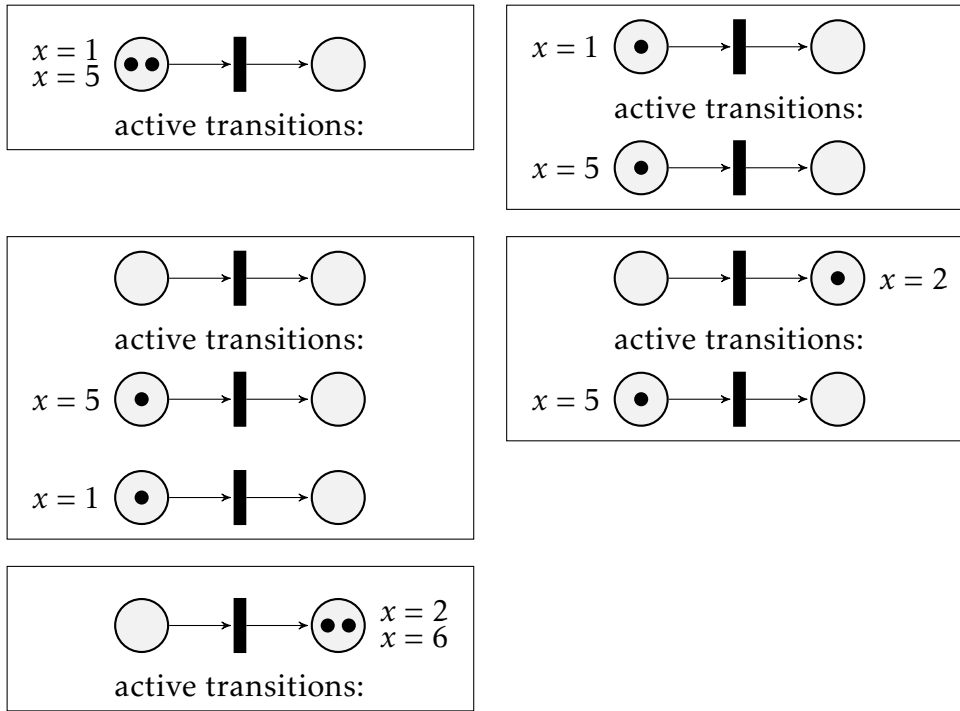 x = 1
x = 5
active transitions:
x = 1
active transitions:
x = 5
active transitions:
x = 5
x = 1
x = 2
active transitions:
x = 5
x = 2
x = 6
active transitions: